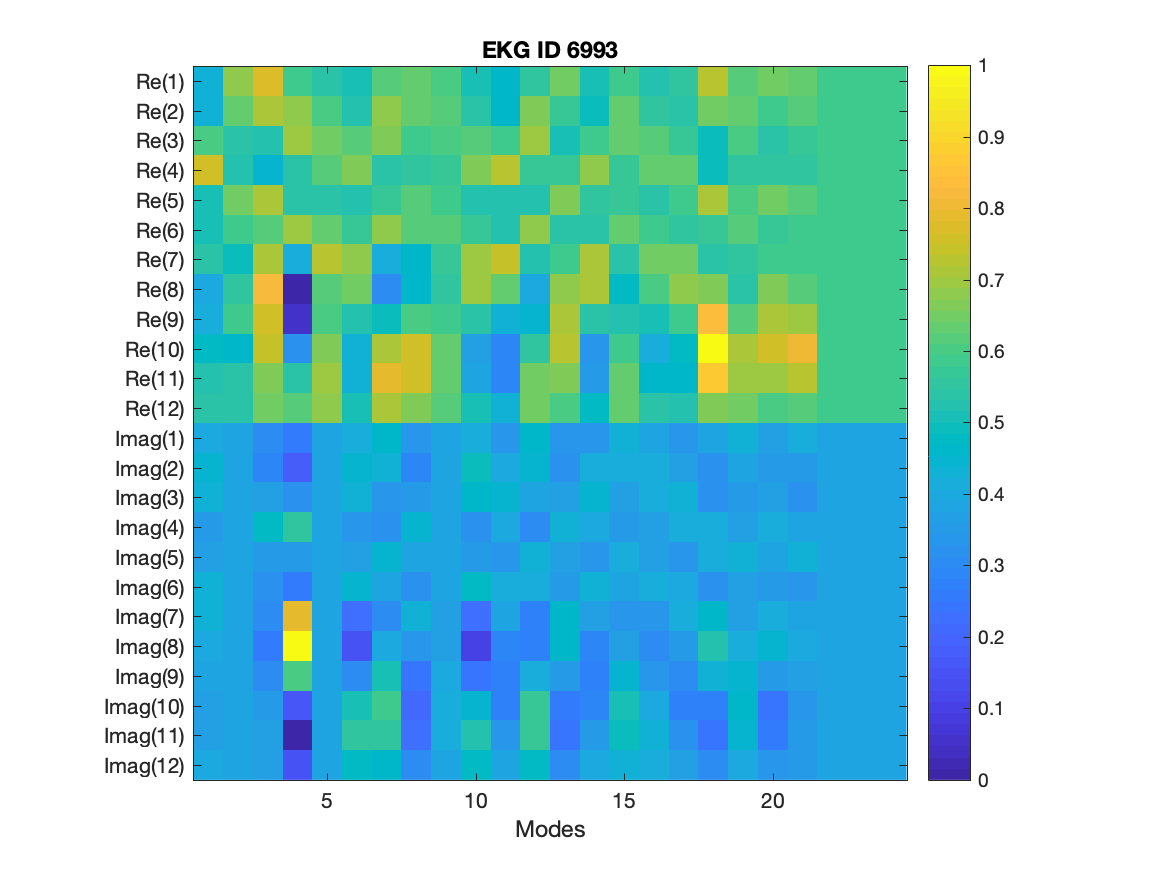 EKG ID 6993
Re(1)
Re(2)
Re(3)
Re(4)
Re(5)
Re(6)
Re(7)
Re(8)
Re(9)
Re(10)
Re(11)
Re(12)
Imag(1)
Imag(2)
Imag(3)
Imag(4)
Imag(5)
Imag(6)
Imag(7)
Imag(8)
Imag(9)
Imag(10)
Imag(11)
Imag(12)
5 10 15 20
Modes
1
0.9
0.8
0.7
0.6
0.5
0.4
0.3
0.2
0.1
0